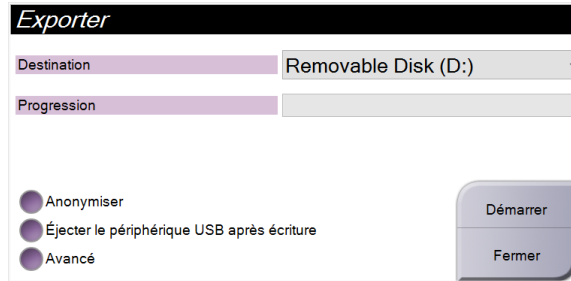 Exporter
Destination
Removable Disk (D:)
Progression
Anonymiser
Éjecter le périphérique USB après écriture
Avancé
Démarrer
Fermer